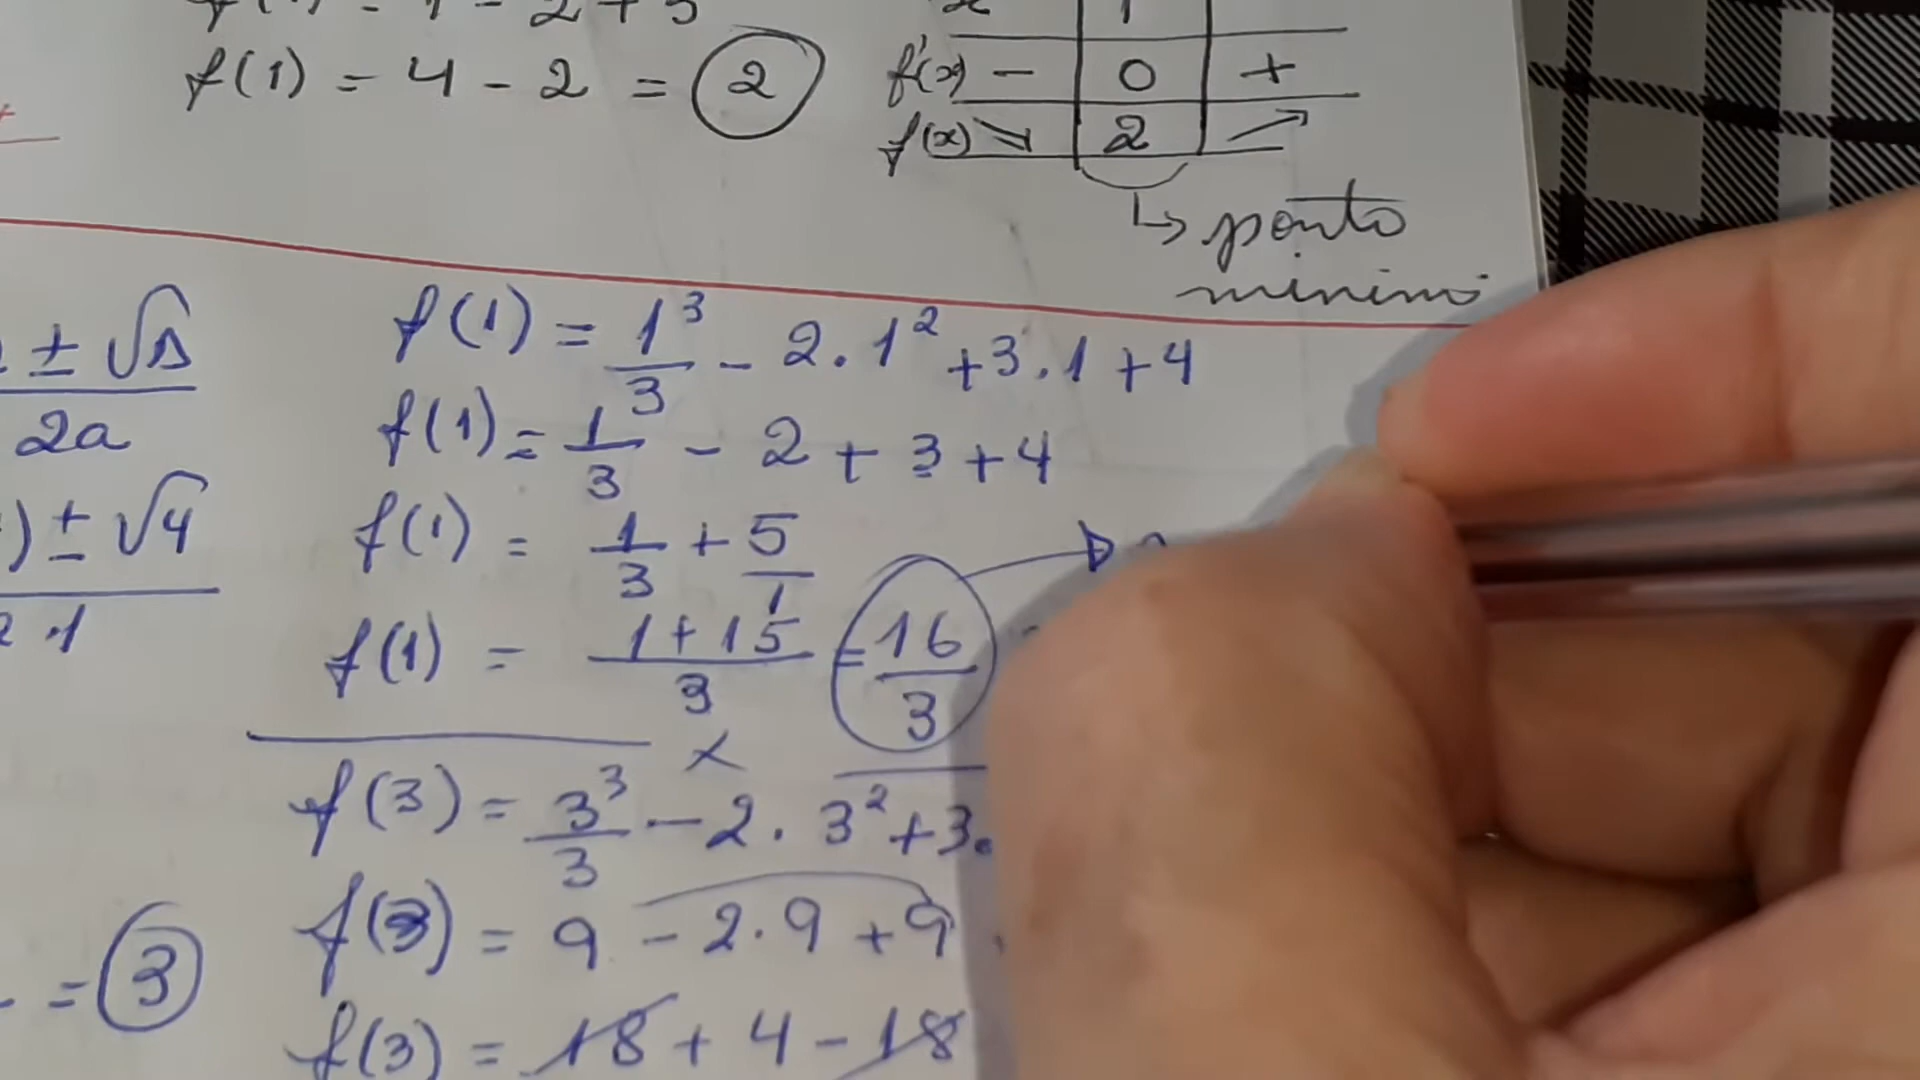 f(1) = 4 - 2 = 2
x 1
f'(x) - 0 +
f(x) ↘ 2 ↗
↳ ponto
mínimo
± √Δ
2a
) ± √4
2 · 1
= 3
f(1) = 1³/3 - 2 . 1² + 3 . 1 + 4
f(1) = 1/3 - 2 + 3 + 4
f(1) = 1/3 + 5/1
f(1) = 1 + 15/3 = 16/3
x
f(3) = 3³/3 - 2 . 3² + 3 .
f(3) = 9 - 2 . 9 + 9
f(3) = 18 + 4 - 18